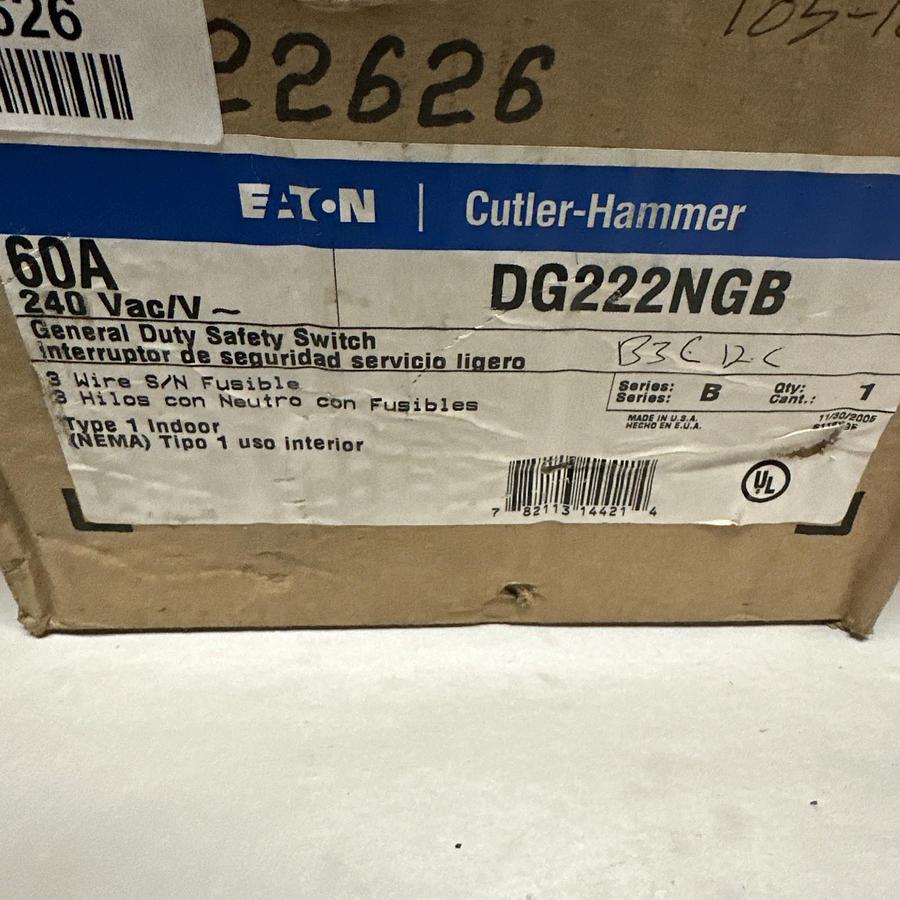 626
22626
105-1
EATON | Cutler-Hammer
60A
240 Vac/V ~
DG222NGB
General Duty Safety Switch
Interruptor de seguridad servicio ligero
B3C12C
3 Wire S/N Fusible
3 Hilos con Neutro con Fusibles
Series: B Qty: 1
Series: Cant.:
MADE IN U.S.A.
HECHO EN E.U.A.
11/30/2005
Type 1 Indoor
(NEMA) Tipo 1 uso interior
UL
7 82113 14421 4